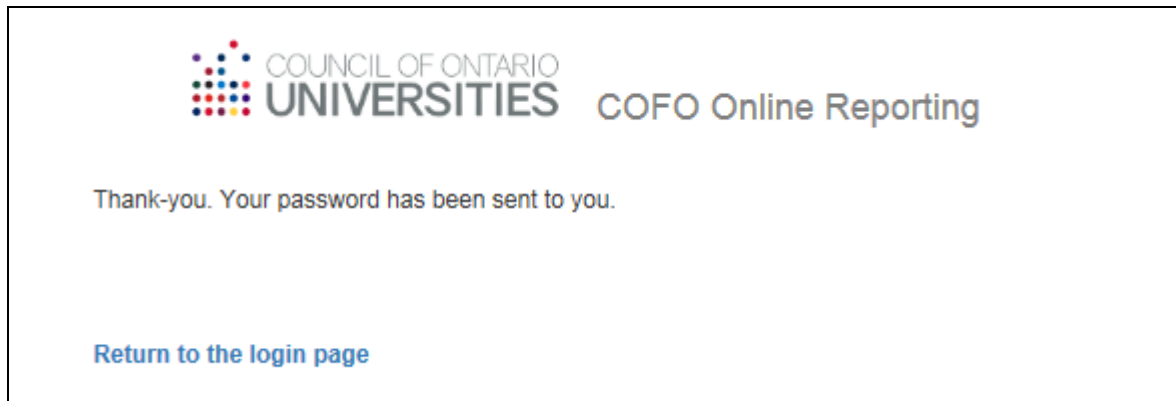 COUNCIL OF ONTARIO
UNIVERSITIES COFO Online Reporting
Thank-you. Your password has been sent to you.
Return to the login page